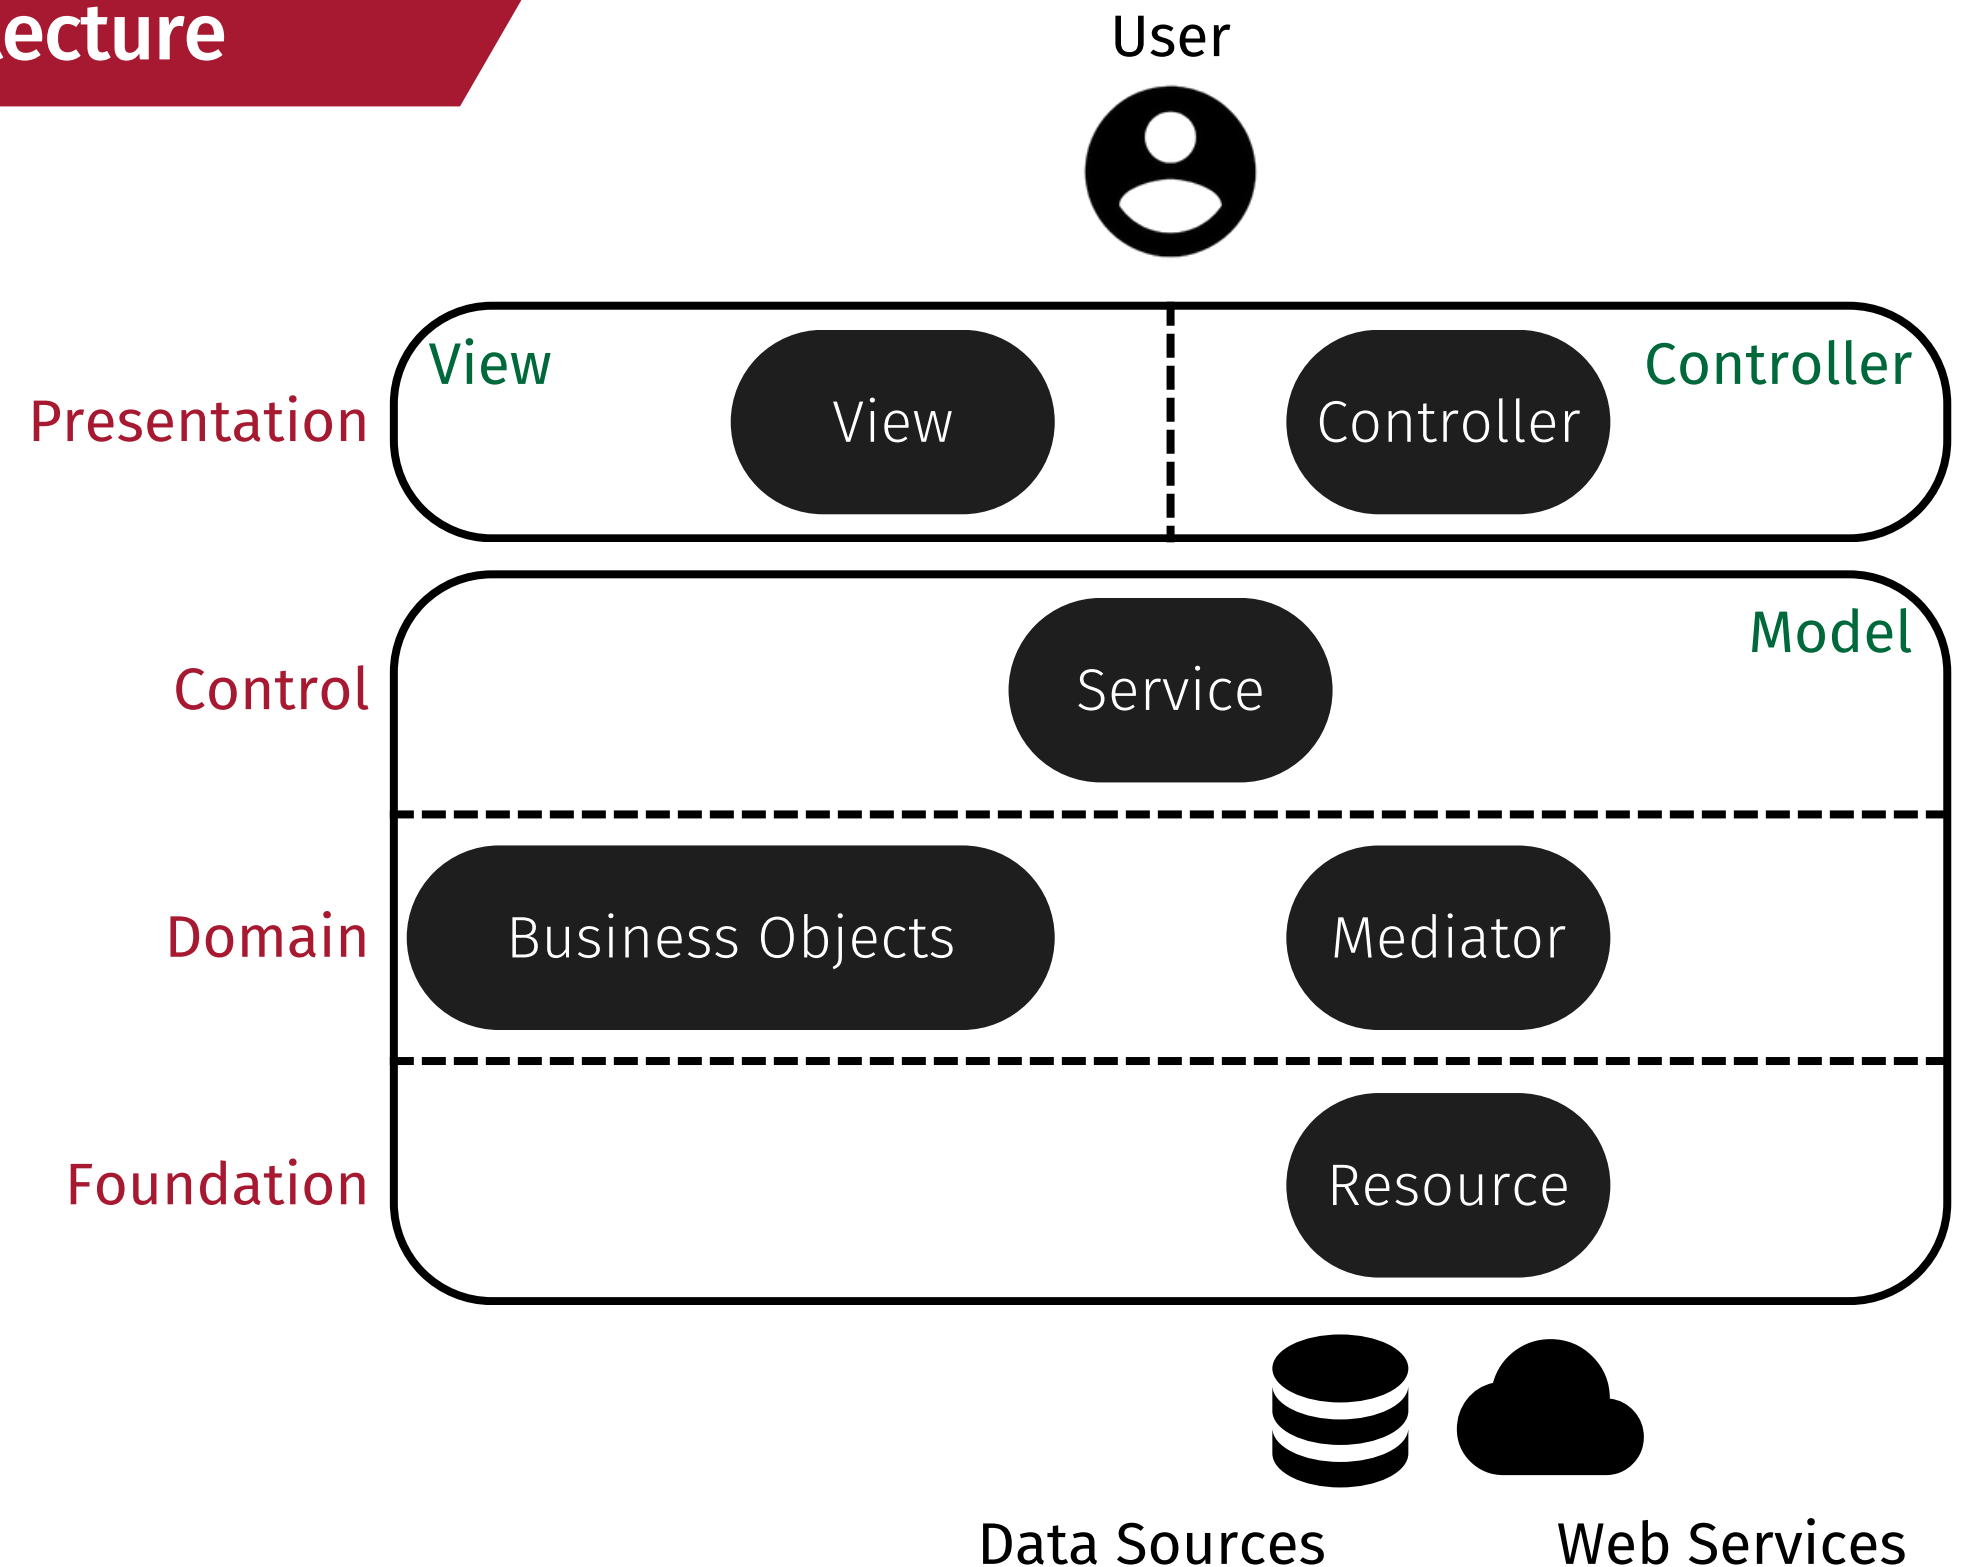 ecture
User
View
View
Controller
Controller
Presentation
Model
Service
Control
Business Objects
Mediator
Domain
Resource
Foundation
Data Sources
Web Services